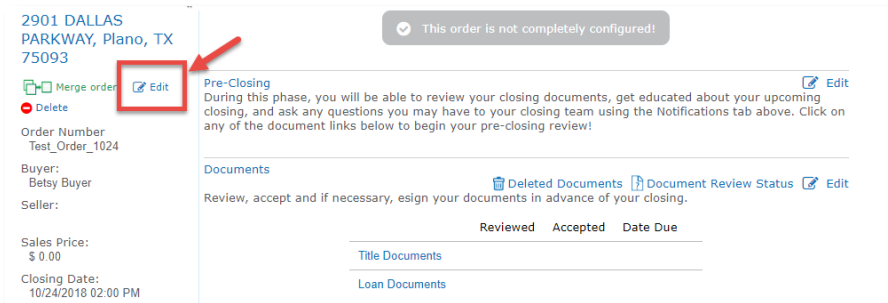 2901 DALLAS
PARKWAY, Plano, TX
75093
Merge order
Edit
Delete
Order Number
Test_Order_1024
Buyer:
Betsy Buyer
Seller:
Sales Price:
$ 0.00
Closing Date:
10/24/2018 02:00 PM
This order is not completely configured!
Pre-Closing
Edit
During this phase, you will be able to review your closing documents, get educated about your upcoming
closing, and ask any questions you may have to your closing team using the Notifications tab above. Click on
any of the document links below to begin your pre-closing review!
Documents
Deleted Documents Document Review Status Edit
Review, accept and if necessary, esign your documents in advance of your closing.
Reviewed Accepted Date Due
Title Documents
Loan Documents